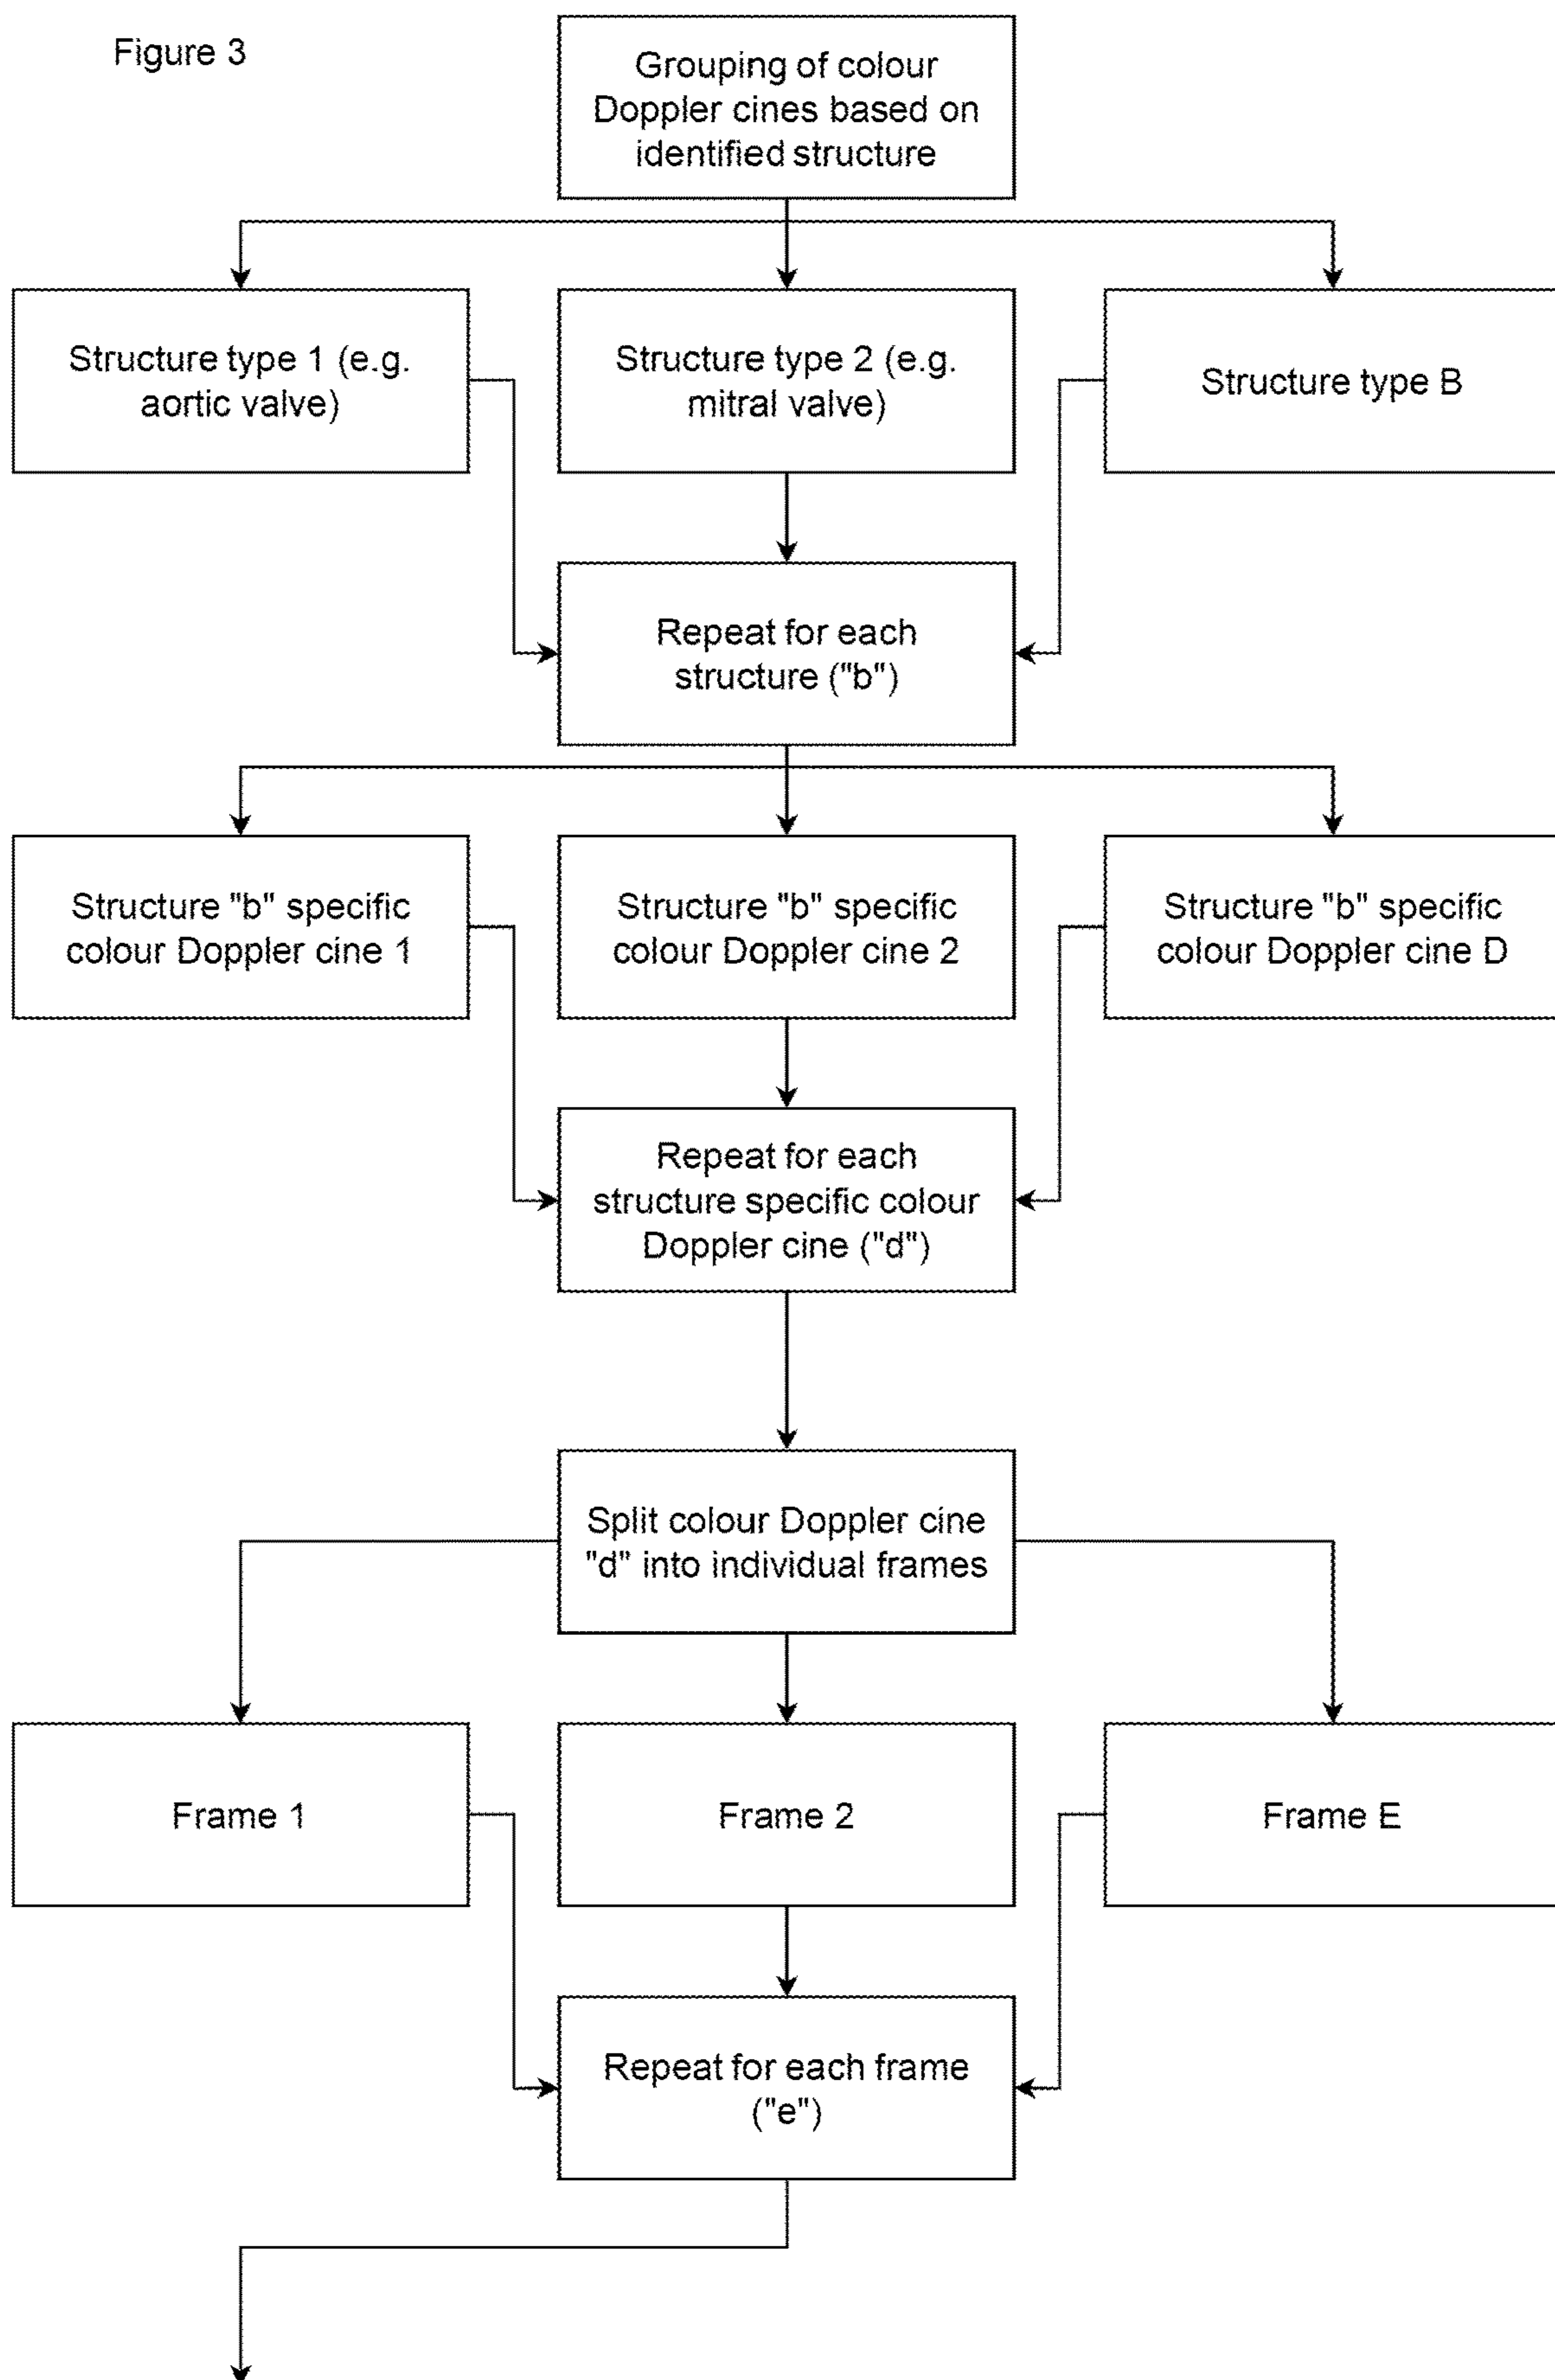 Figure 3
Grouping of colour
Doppler cines based on
identified structure
Structure type 1 (e.g.
aortic valve)
Structure type 2 (e.g.
mitral valve)
Structure type B
Repeat for each
structure ("b")
Structure "b" specific
colour Doppler cine 1
Structure "b" specific
colour Doppler cine 2
Structure "b" specific
colour Doppler cine D
Repeat for each
structure specific colour
Doppler cine ("d")
Split colour Doppler cine
"d" into individual frames
Frame 1
Frame 2
Frame E
Repeat for each frame
("e")